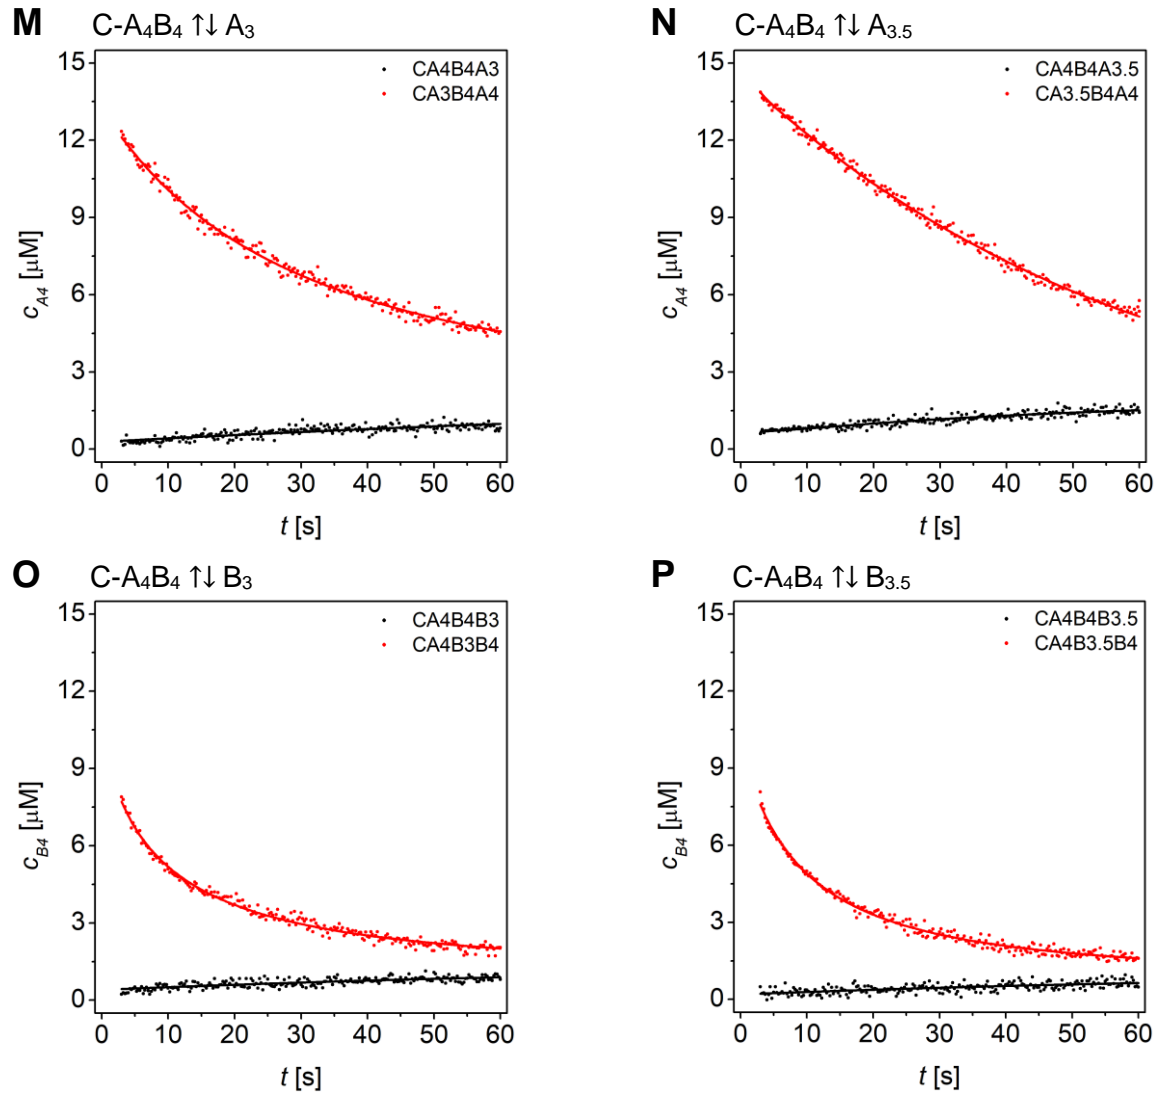 M C-A4B4 ↑↓ A3
15
12
9
6
3
0
cA4 [μM]
CA4B4A3
CA3B4A4
0 10 20 30 40 50 60
t [s]
N C-A4B4 ↑↓ A3.5
15
12
9
6
3
0
cA4 [μM]
CA4B4A3.5
CA3.5B4A4
0 10 20 30 40 50 60
t [s]
O C-A4B4 ↑↓ B3
15
12
9
6
3
0
cB4 [μM]
CA4B4B3
CA4B3B4
0 10 20 30 40 50 60
t [s]
P C-A4B4 ↑↓ B3.5
15
12
9
6
3
0
cB4 [μM]
CA4B4B3.5
CA4B3.5B4
0 10 20 30 40 50 60
t [s]